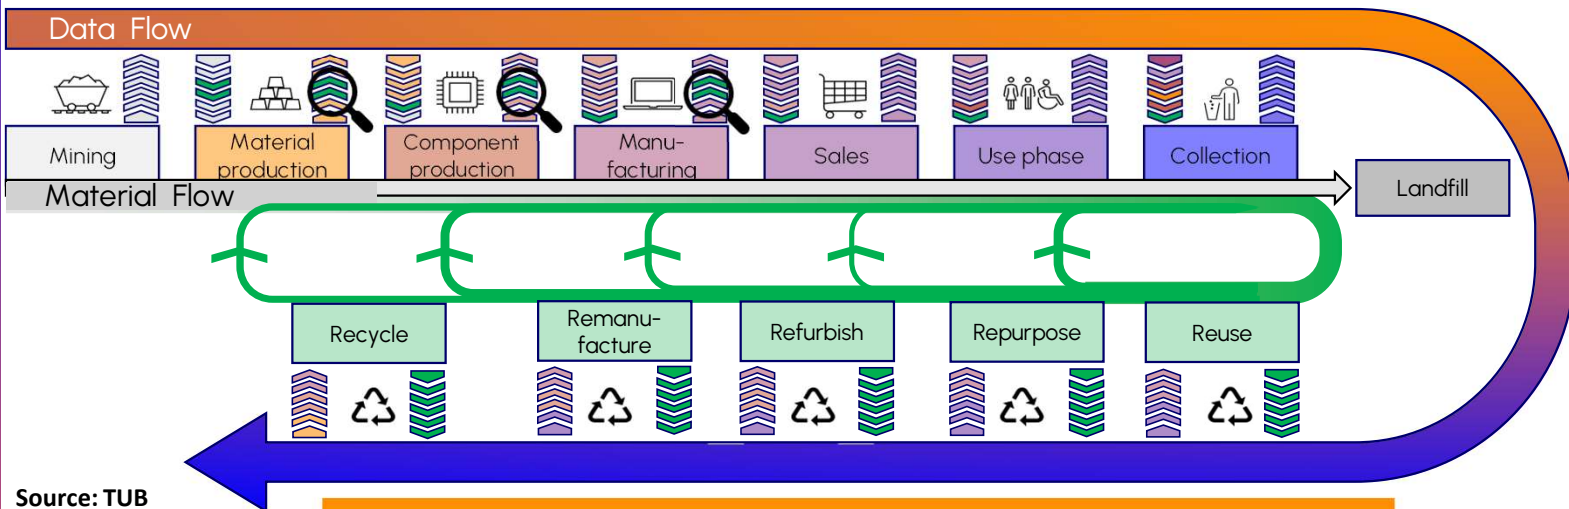 Data Flow
Mining
Material
production
Component
production
Manu-
facturing
Sales
Use phase
Collection
Landfill
Material Flow
Recycle
Remanu-
facture
Refurbish
Repurpose
Reuse
Source: TUB